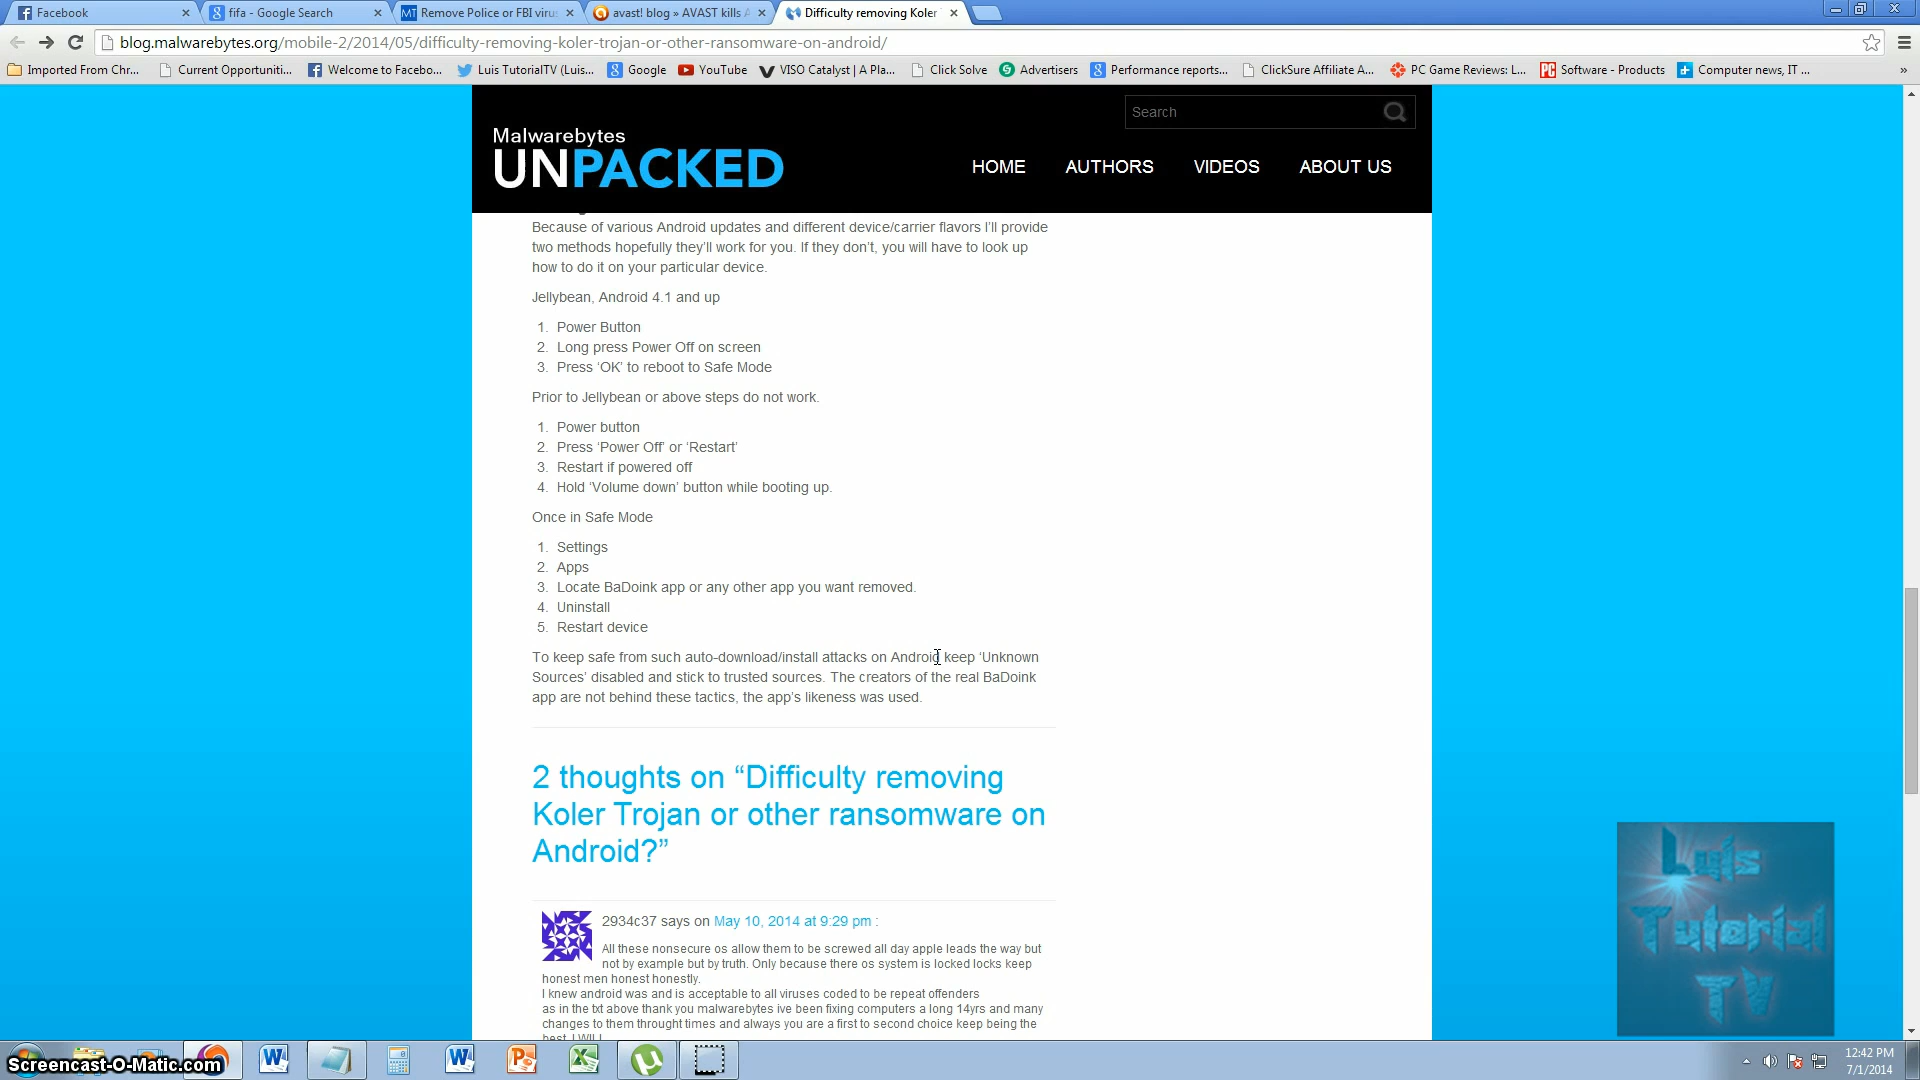 Facebook
fifa - Google Search
Remove Police or FBI viru
avast! blog » AVAST kills A
Difficulty removing Koler T
blog.malwarebytes.org/mobile-2/2014/05/difficulty-removing-koler-trojan-or-other-ransomware-on-android/
Imported From Chr...
Current Opportuniti...
Welcome to Facebo...
Luis TutorialTV (Luis...
Google
YouTube
VISO Catalyst | A Pla...
Click Solve
Advertisers
Performance reports...
ClickSure Affiliate A...
PC Game Reviews: L...
Software - Products
Computer news, IT ...
»
Search
Malwarebytes
UNPACKED
HOME AUTHORS VIDEOS ABOUT US
Because of various Android updates and different device/carrier flavors I’ll provide
two methods hopefully they’ll work for you. If they don’t, you will have to look up
how to do it on your particular device.
Jellybean, Android 4.1 and up
1. Power Button
2. Long press Power Off on screen
3. Press ‘OK’ to reboot to Safe Mode
Prior to Jellybean or above steps do not work.
1. Power button
2. Press ‘Power Off’ or ‘Restart’
3. Restart if powered off
4. Hold ‘Volume down’ button while booting up.
Once in Safe Mode
1. Settings
2. Apps
3. Locate BaDoink app or any other app you want removed.
4. Uninstall
5. Restart device
To keep safe from such auto-download/install attacks on Android keep ‘Unknown
Sources’ disabled and stick to trusted sources. The creators of the real BaDoink
app are not behind these tactics, the app’s likeness was used.
2 thoughts on “Difficulty removing
Koler Trojan or other ransomware on
Android?”
2934c37 says on May 10, 2014 at 9:29 pm :
All these nonsecure os allow them to be screwed all day apple leads the way but
not by example but by truth. Only because there os system is locked locks keep
honest men honest honestly.
I knew android was and is acceptable to all viruses coded to be repeat offenders
as in the txt above thank you malwarebytes ive been fixing computers a long 14yrs and many
changes to them throught times and always you are a first to second choice keep being the
best. I WILL
Luis
Tutorial
TV
Screencast-O-Matic.com
12:42 PM
7/1/2014